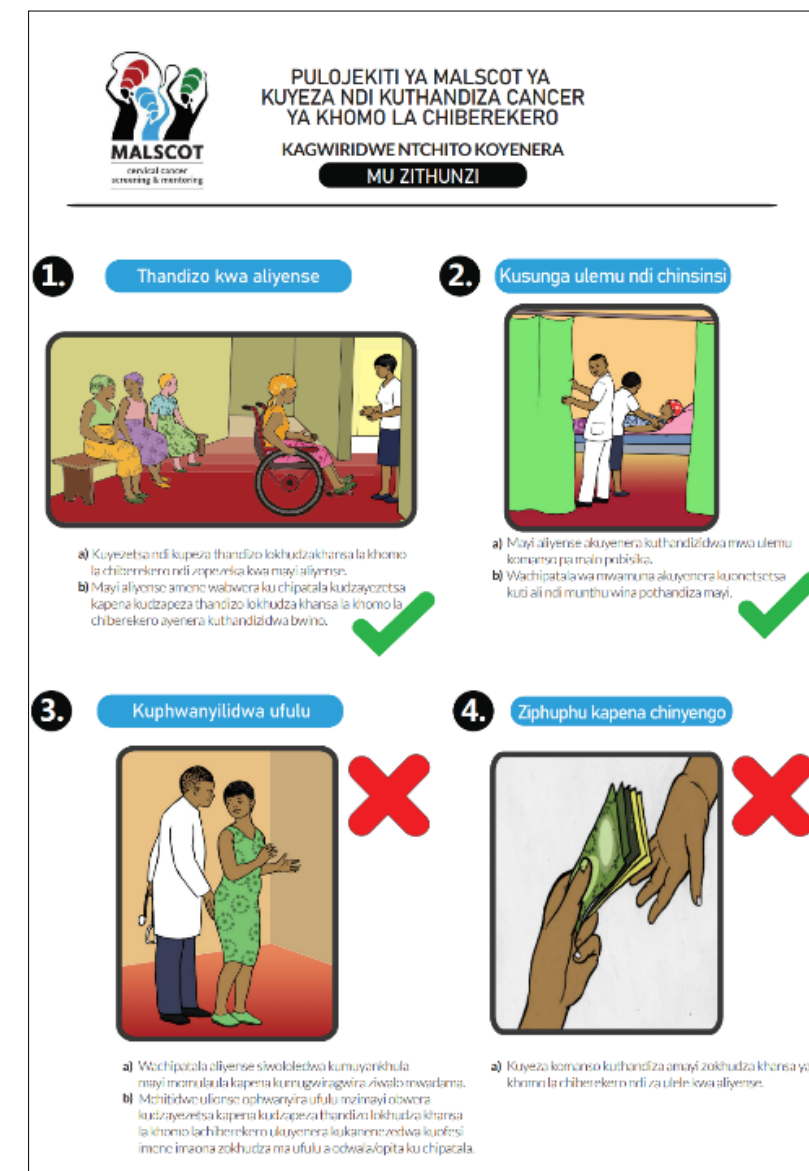 MALSCOT
cervical cancer
screening & mentoring
PULOJEKITI YA MALSCOT YA
KUYEZA NDI KUTHANDIZA CANCER
YA KHOMO LA CHIBEREKERO
KAGWIRIDWE NTCHITO KOYENERA
MU ZITHUNZI
1. Thandizo kwa aliyense
a) Kuyezetsa ndi kupeza thandizo lokhudzakhansa la khomo
la chiberekero ndi zopezeka kwa mayi aliyense.
b) Mayi aliyense amene wabwera ku chipatala kudzayezetsa
kapena kudzapeza thandizo lokhudza khansa la khomo la
chiberekero ayenera kuthandizidwa bwino.
2. Kusunga ulemu ndi chinsinsi
a) Mayi aliyense akuyenera kuthandizidwa mwa ulemu
komanso pa malo pobisika.
b) Wachipatala wa mwamuna akuyenera kuonetsetsa
kuti ali ndi munthu wina pothandiza mayi.
3. Kuphwanyilidwa ufulu
a) Wachipatala aliyense siwololedwa kumuyankhula
mayi momulaula kapena kumugwiragwira ziwalo mwadama.
b) Mchitidwe ulionse ophwanyira ufulu mzimayi obwera
kudzayezetsa kapena kudzapeza thandizo lokhudza khansa
la khomo lachiberekero ukuyenera kukanenezedwa kuofesi
imene imaona zokhudza ma ufulu a odwala/opita ku chipatala.
4. Ziphuphu kapena chinyengo
a) Kuyeza komanso kuthandiza amayi zokhudza khansa ya
khomo la chiberekero ndi za ulele kwa aliyense.